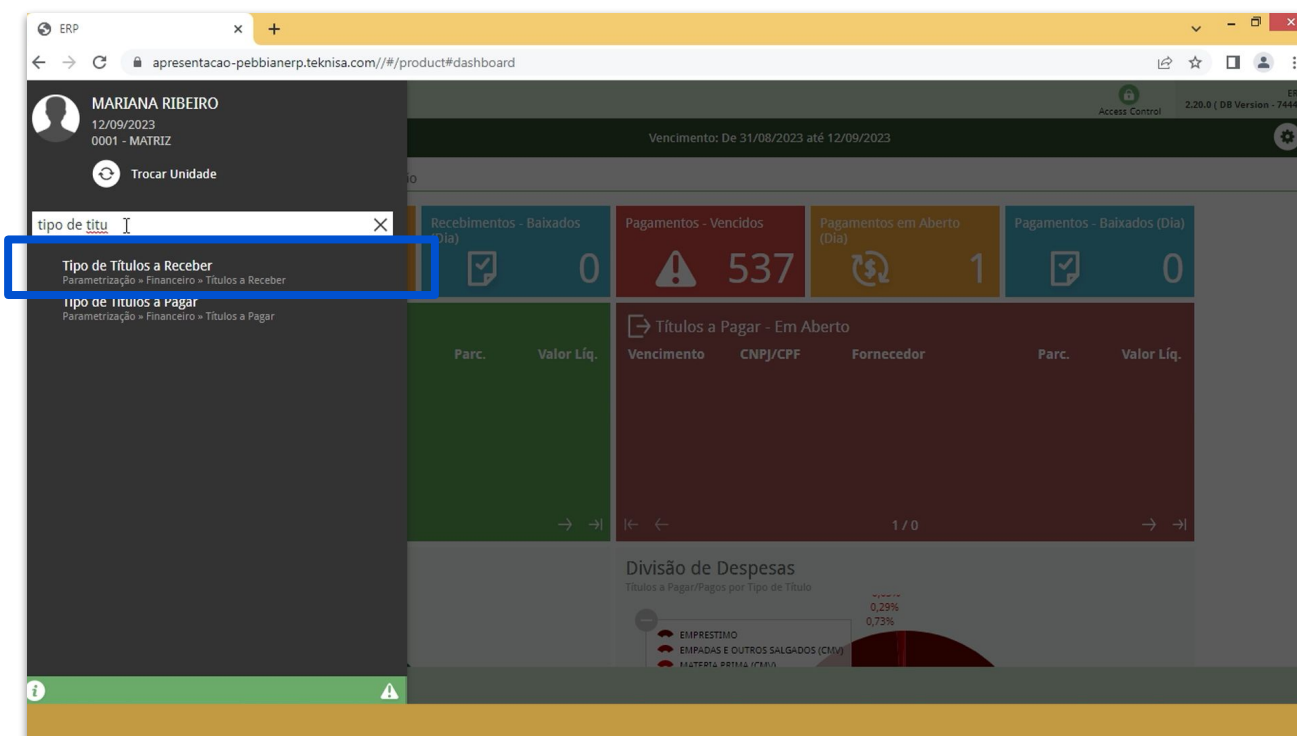 ERP
apresentacao-pebbianerp.teknisa.com//#/product#dashboard
MARIANA RIBEIRO
12/09/2023
0001 - MATRIZ
Trocar Unidade
tipo de titu
Tipo de Títulos a Receber
Parametrização » Financeiro » Títulos a Receber
Tipo de Títulos a Pagar
Parametrização » Financeiro » Títulos a Pagar
Access Control
2.20.0 ( DB Version - 7444
Vencimento: De 31/08/2023 até 12/09/2023
Recebimentos - Baixados
(Dia)
0
Pagamentos - Vencidos
537
Pagamentos em Aberto
(Dia)
1
Pagamentos - Baixados (Dia)
0
Parc. Valor Líq.
Títulos a Pagar - Em Aberto
Vencimento CNPJ/CPF Fornecedor Parc. Valor Líq.
1 / 0
Divisão de Despesas
Títulos a Pagar/Pagos por Tipo de Título
0,29%
0,73%
EMPRESTIMO
EMPADAS E OUTROS SALGADOS (CMV)
MATERIA PRIMA (CMV)